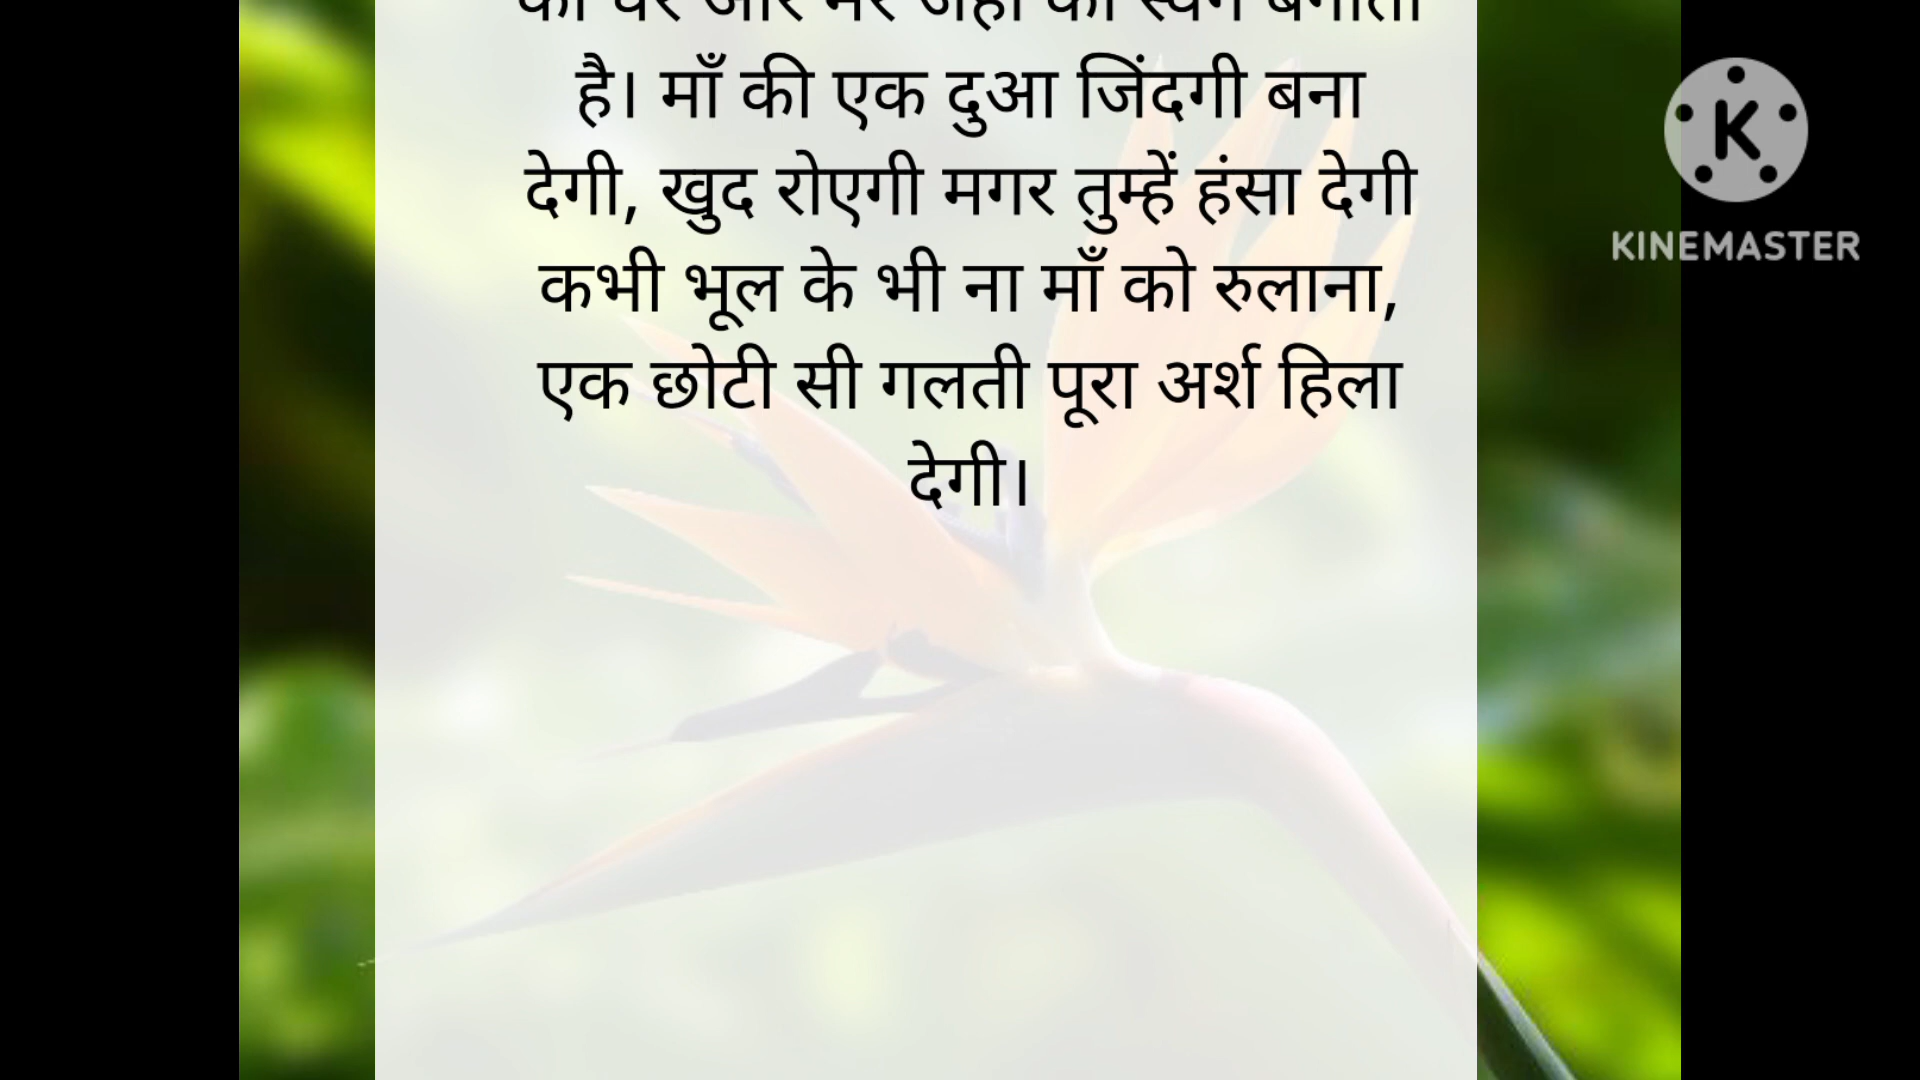 है। माँ की एक दुआ जिंदगी बना
देगी, खुद रोएगी मगर तुम्हें हंसा देगी
कभी भूल के भी ना माँ को रुलाना,
एक छोटी सी गलती पूरा अर्श हिला
देगी।
K
KINEMASTER